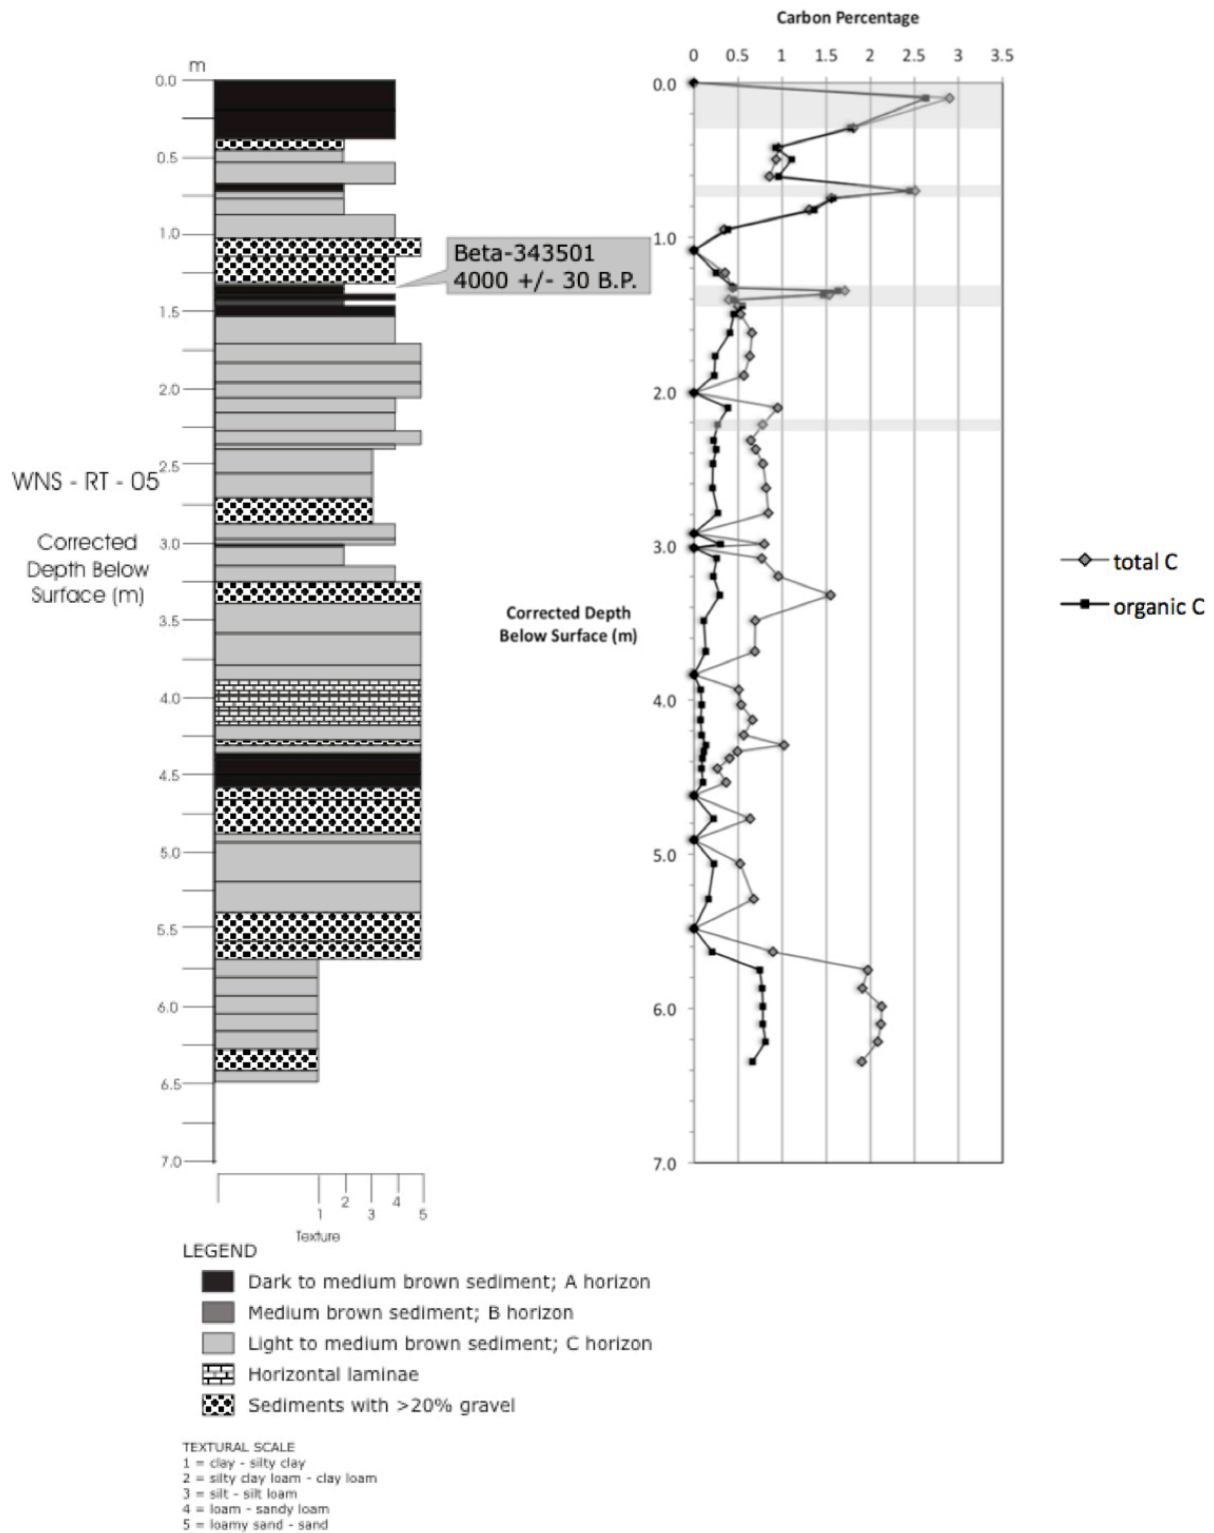 Carbon Percentage
0 0.5 1 1.5 2 2.5 3 3.5
m
0.0
0.5
1.0
1.5
2.0
2.5
3.0
3.5
4.0
4.5
5.0
5.5
6.0
6.5
7.0
Beta-343501
4000 +/- 30 B.P.
WNS - RT - 05
Corrected
Depth Below
Surface (m)
1 2 3 4 5
Texture
0.0
1.0
2.0
3.0
4.0
5.0
6.0
7.0
Corrected Depth
Below Surface (m)
total C
organic C
LEGEND
Dark to medium brown sediment; A horizon
Medium brown sediment; B horizon
Light to medium brown sediment; C horizon
Horizontal laminae
Sediments with >20% gravel
TEXTURAL SCALE
1 = clay - silty clay
2 = silty clay loam - clay loam
3 = silt - silt loam
4 = loam - sandy loam
5 = loamy sand - sand